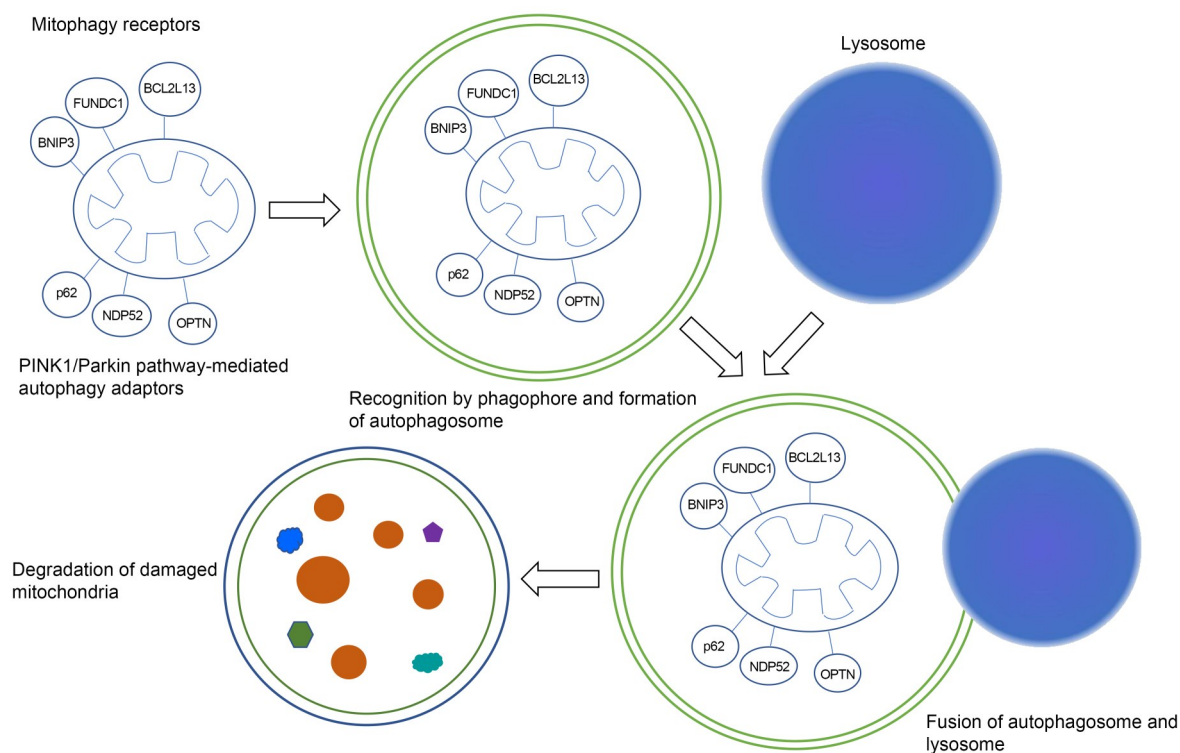 Mitophagy receptors
BCL2L13
FUNDC1
BNIP3
p62
NDP52
OPTN
PINK1/Parkin pathway-mediated
autophagy adaptors
BCL2L13
FUNDC1
BNIP3
p62
NDP52
OPTN
Recognition by phagophore and formation
of autophagosome
Lysosome
BCL2L13
FUNDC1
BNIP3
p62
NDP52
OPTN
Fusion of autophagosome and
lysosome
Degradation of damaged
mitochondria